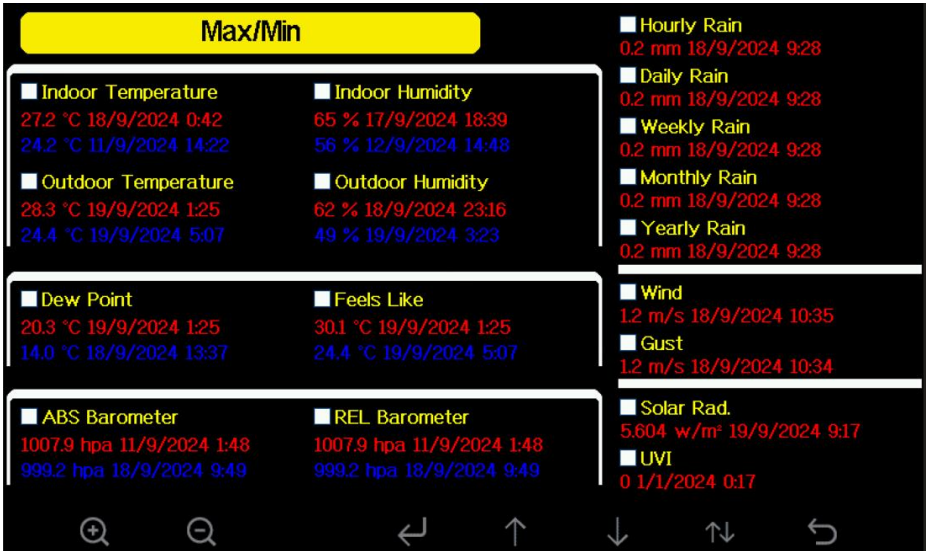 Max/Min
Indoor Temperature
27.2 °C 18/9/2024 0:42
24.2 °C 11/9/2024 14:22
Indoor Humidity
65 % 17/9/2024 18:39
56 % 12/9/2024 14:48
Outdoor Temperature
28.3 °C 19/9/2024 1:25
24.4 °C 19/9/2024 5:07
Outdoor Humidity
62 % 18/9/2024 23:16
49 % 19/9/2024 3:23
Dew Point
20.3 °C 19/9/2024 1:25
14.0 °C 18/9/2024 13:37
Feels Like
30.1 °C 19/9/2024 1:25
24.4 °C 19/9/2024 5:07
ABS Barometer
1007.9 hpa 11/9/2024 1:48
999.2 hpa 18/9/2024 9:49
REL Barometer
1007.9 hpa 11/9/2024 1:48
999.2 hpa 18/9/2024 9:49
Hourly Rain
0.2 mm 18/9/2024 9:28
Daily Rain
0.2 mm 18/9/2024 9:28
Weekly Rain
0.2 mm 18/9/2024 9:28
Monthly Rain
0.2 mm 18/9/2024 9:28
Yearly Rain
0.2 mm 18/9/2024 9:28
Wind
1.2 m/s 18/9/2024 10:35
Gust
1.2 m/s 18/9/2024 10:34
Solar Rad.
5.604 w/m² 19/9/2024 9:17
UVI
0 1/1/2024 0:17